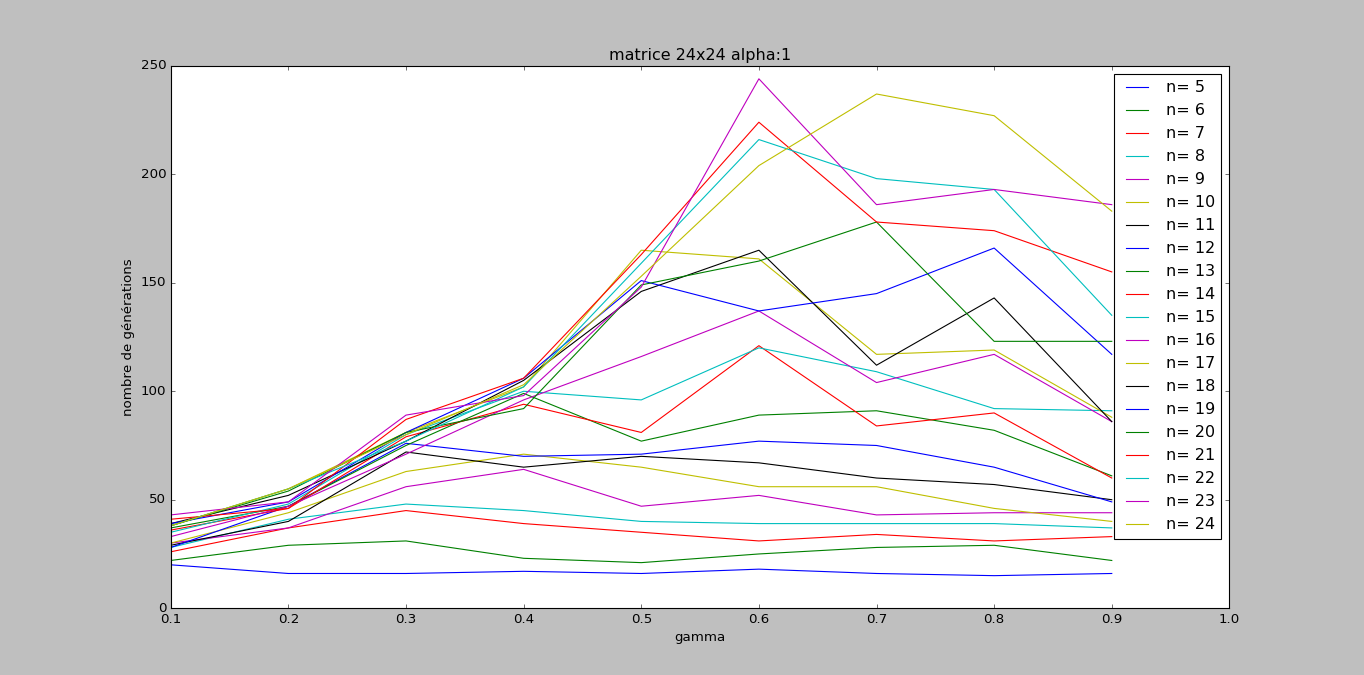 matrice 24x24 alpha:1
250
200
150
100
50
0
nombre de générations
0.1 0.2 0.3 0.4 0.5 0.6 0.7 0.8 0.9 1.0
gamma
n= 5
n= 6
n= 7
n= 8
n= 9
n= 10
n= 11
n= 12
n= 13
n= 14
n= 15
n= 16
n= 17
n= 18
n= 19
n= 20
n= 21
n= 22
n= 23
n= 24